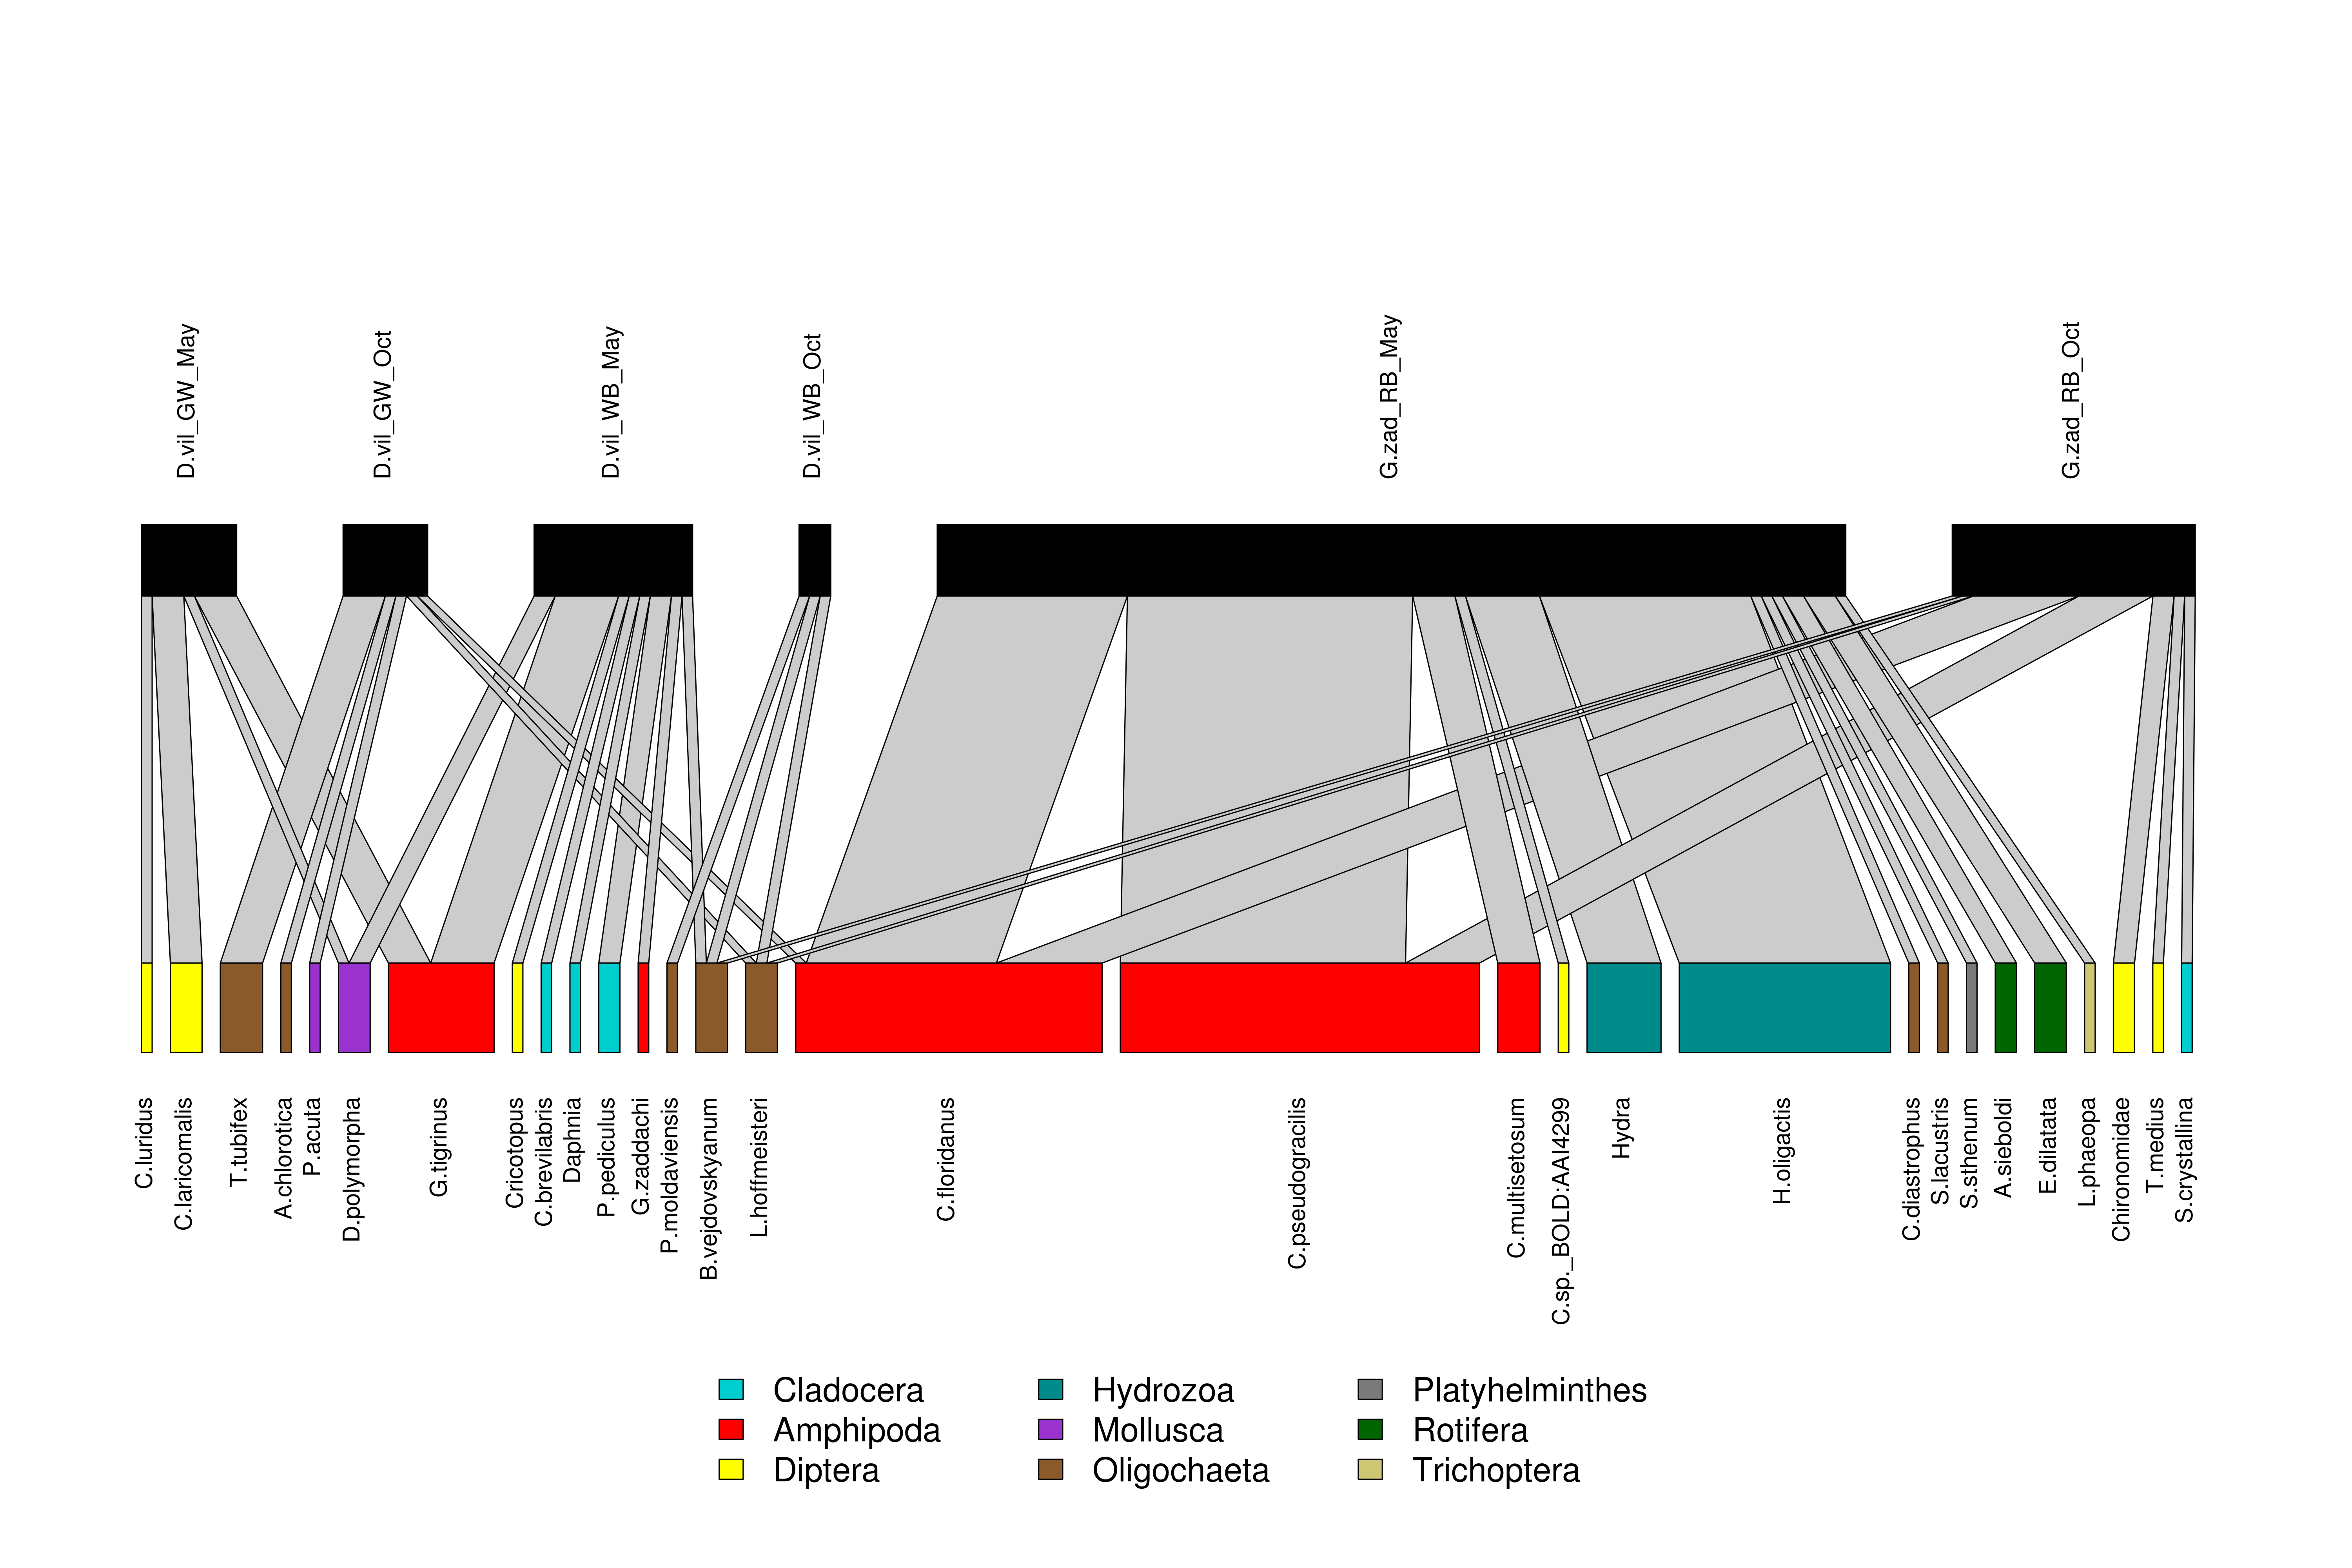 D.vil_GW_May
D.vil_GW_Oct
D.vil_WB_May
D.vil_WB_Oct
G.zad_RB_May
G.zad_RB_Oct
C.luridus
C.laricomalis
T.tubifex
A.chlorotica
P.acuta
D.polymorpha
G.tigrinus
Cricotopus
C.brevilabris
Daphnia
P.pediculus
G.zaddachi
P.moldaviensis
B.vejdovskyanum
L.hoffmeisteri
C.floridanus
C.pseudogracilis
C.multisetosum
C.sp._BOLD:AAI4299
Hydra
H.oligactis
C.diastrophus
S.lacustris
S.sthenum
A.sieboldi
E.dilatata
L.phaeopa
Chironomidae
T.medius
S.crystallina
Cladocera
Amphipoda
Diptera
Hydrozoa
Mollusca
Oligochaeta
Platyhelminthes
Rotifera
Trichoptera